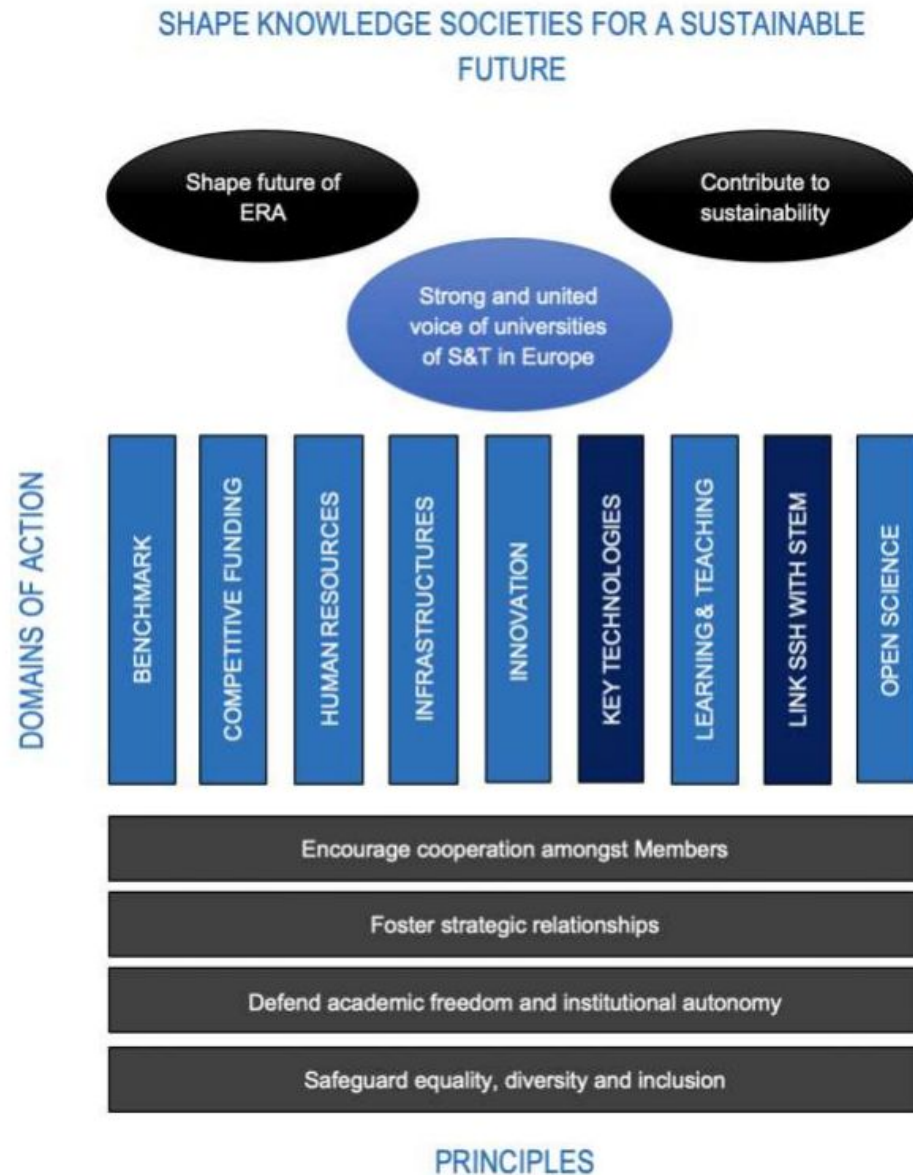 SHAPE KNOWLEDGE SOCIETIES FOR A SUSTAINABLE
FUTURE
Shape future of
ERA
Contribute to
sustainability
Strong and united
voice of universities
of S&T in Europe
DOMAINS OF ACTION
BENCHMARK
COMPETITIVE FUNDING
HUMAN RESOURCES
INFRASTRUCTURES
INNOVATION
KEY TECHNOLOGIES
LEARNING & TEACHING
LINK SSH WITH STEM
OPEN SCIENCE
Encourage cooperation amongst Members
Foster strategic relationships
Defend academic freedom and institutional autonomy
Safeguard equality, diversity and inclusion
PRINCIPLES